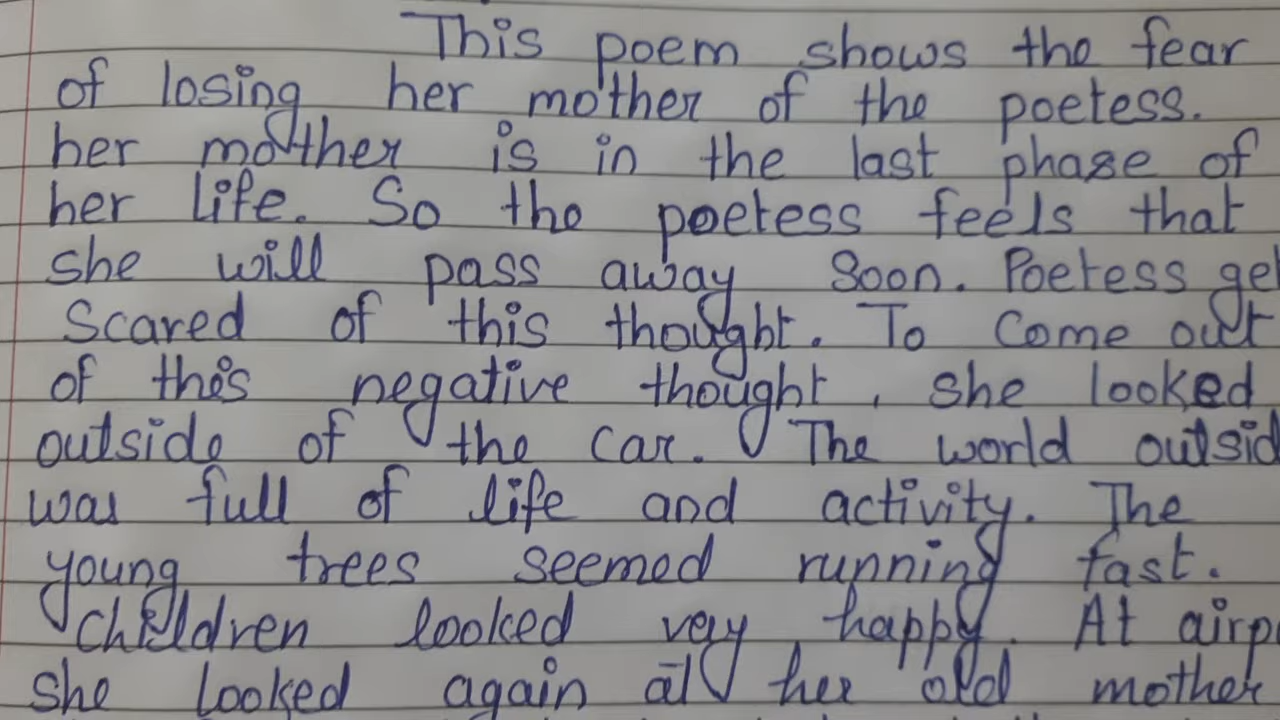 This poem shows the fear
of losing her mother of the poetess.
her mother is in the last phase of
her life. So the poetess feels that
she will pass away soon. Poetess get
Scared of this thought. To Come out
of this negative thought, she looked
outside of the car. The world outsid
was full of life and activity. The
young trees seemed running fast.
Children looked very happy. At airp
she looked again at her old mother